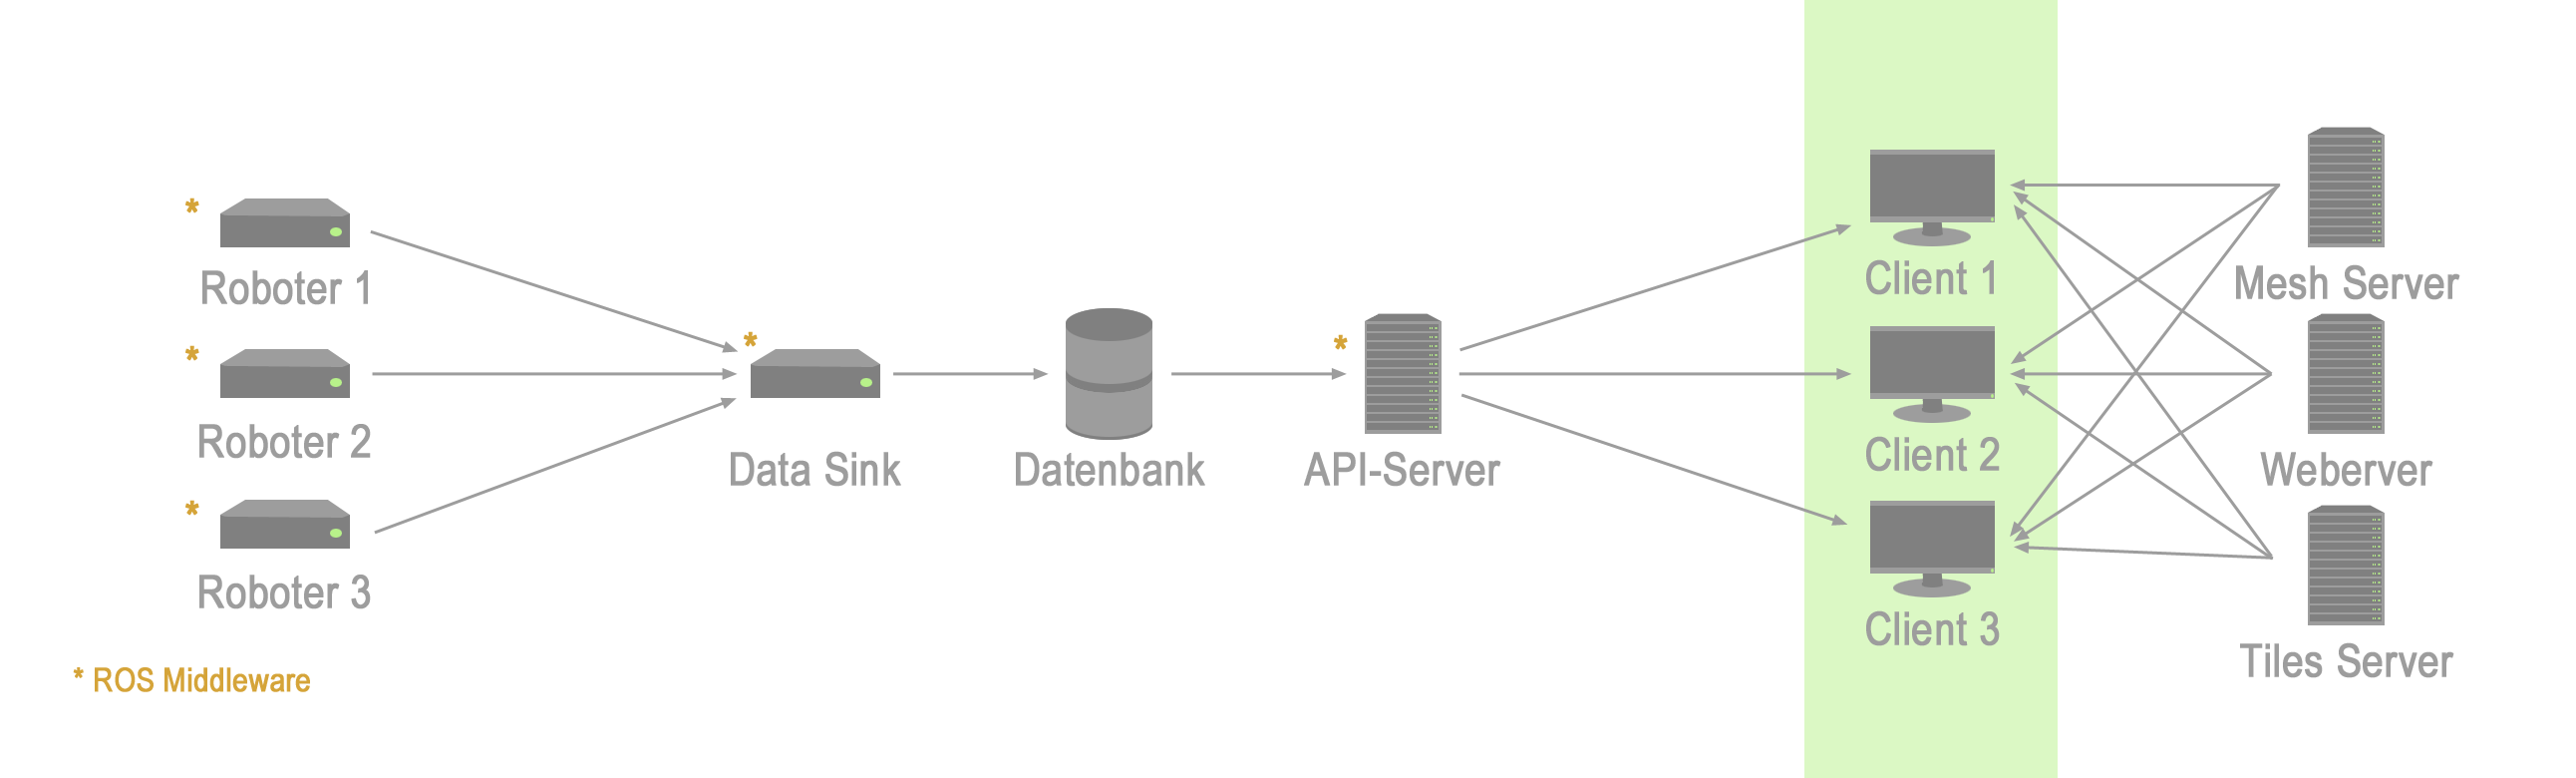 *
Roboter 1
*
Roboter 2
*
Roboter 3
* ROS Middleware
*
Data Sink
Datenbank
*
API-Server
Client 1
Client 2
Client 3
Mesh Server
Weberver
Tiles Server